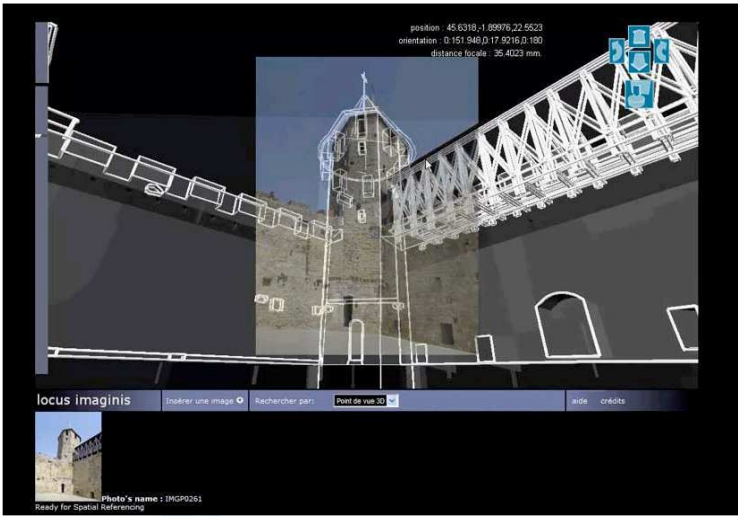 position : 45.6318,-1.89976,22.5523
orientation : 0:151.948,0:17.9216,0:180
distance focale : 35.4023 mm.
locus imaginis
Insérer une image
Rechercher par:
Point de vue 3D
aide
crédits
Photo's name : IMGP0261
Ready for Spatial Referencing